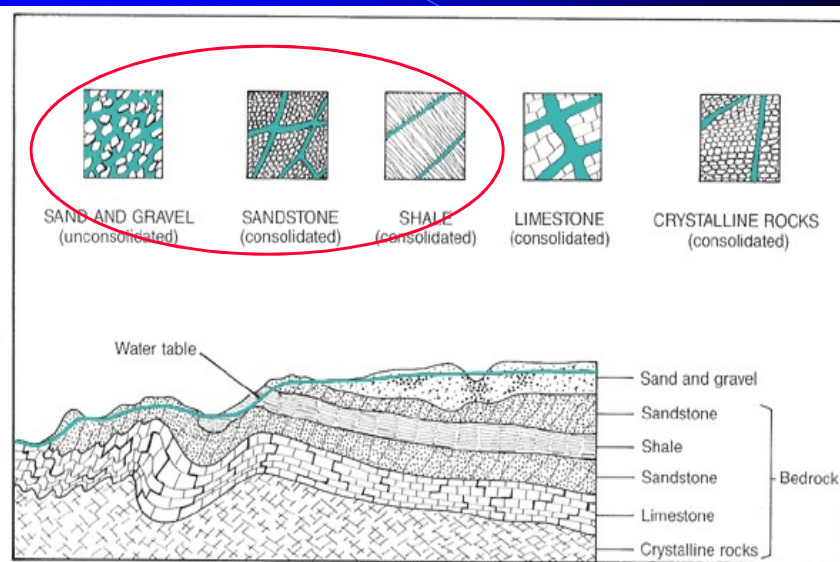 SAND AND GRAVEL
(unconsolidated)
SANDSTONE
(consolidated)
SHALE
(consolidated)
LIMESTONE
(consolidated)
CRYSTALLINE ROCKS
(consolidated)
Water table
Sand and gravel
Sandstone
Shale
Sandstone
Limestone
Crystalline rocks
Bedrock